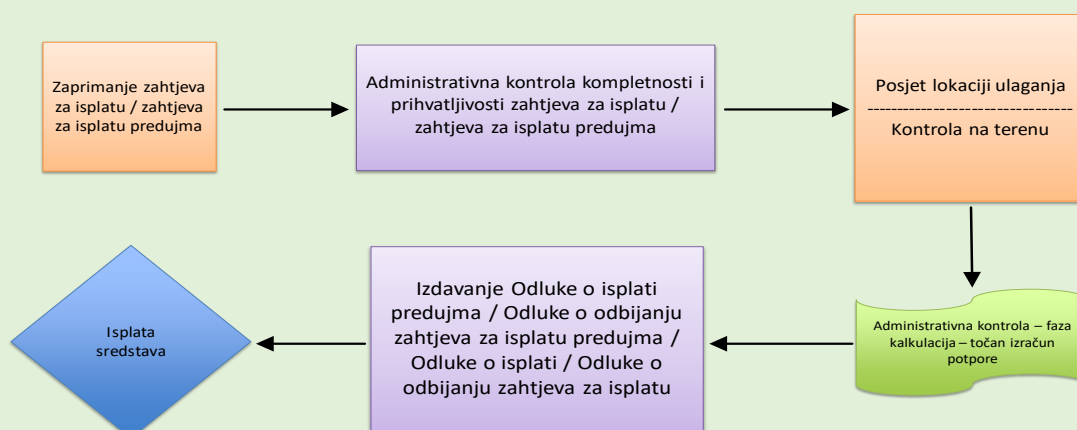 Zaprimanje zahtjeva
za isplatu / zahtjeva
za isplatu predujma
Administrativna kontrola kompletnosti i
prihvatljivosti zahtjeva za isplatu /
zahtjeva za isplatu predujma
Posjet lokaciji ulaganja
------------------------------
Kontrola na terenu
Administrativna kontrola – faza
kalkulacija – točan izračun
potpore
Izdavanje Odluke o isplati
predujma / Odluke o odbijanju
zahtjeva za isplatu predujma /
Odluke o isplati / Odluke o
odbijanju zahtjeva za isplatu
Isplata
sredstava